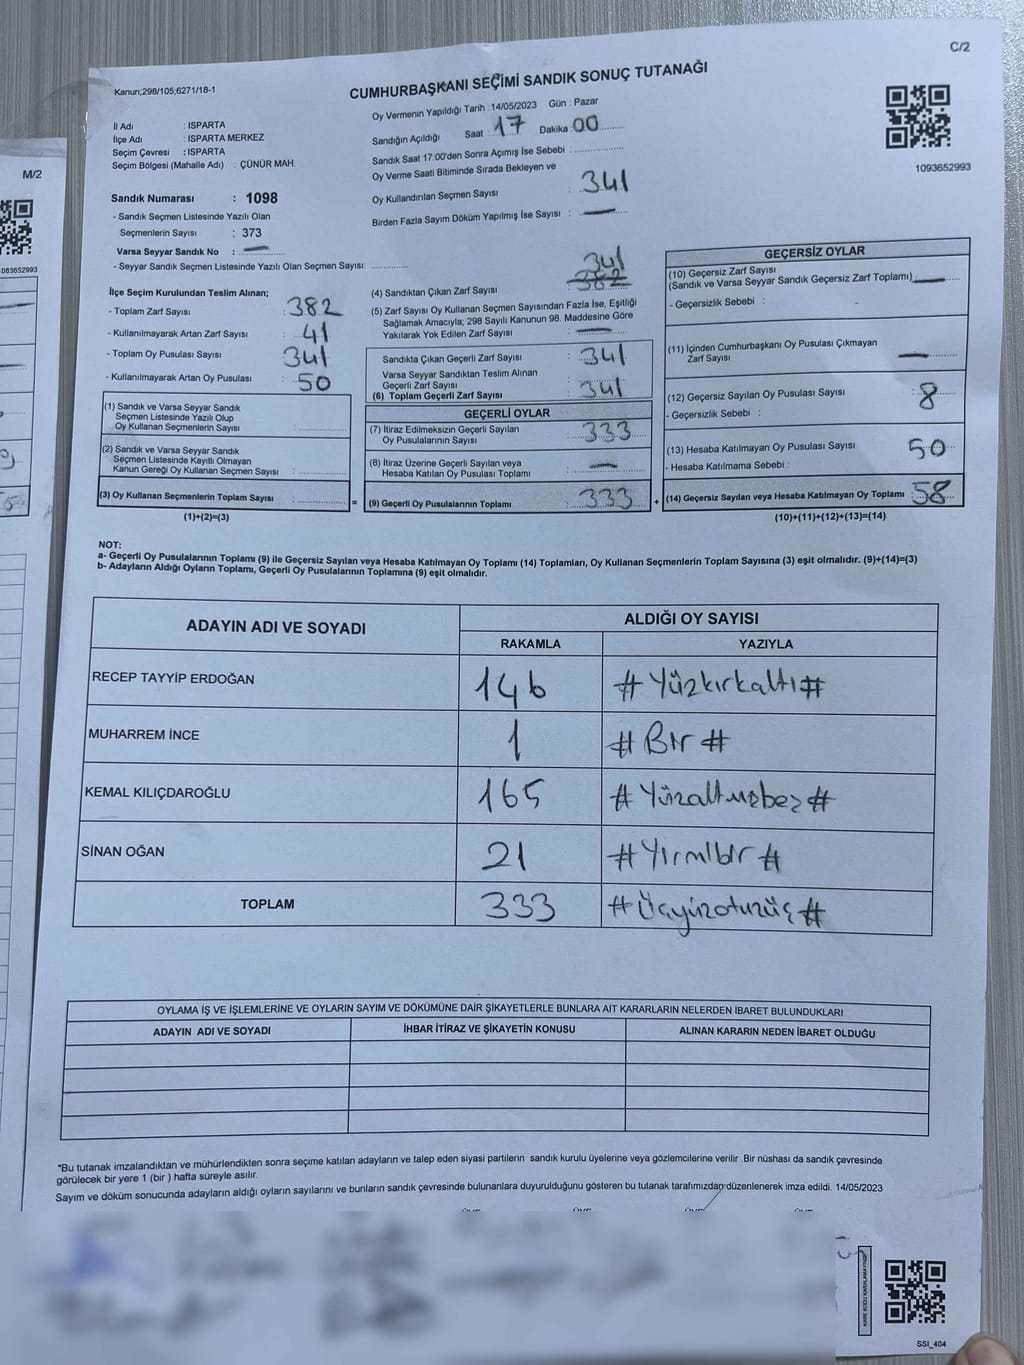 C/2
Kanun;298/105;6271/18-1
CUMHURBAŞKANI SEÇİMİ SANDIK SONUÇ TUTANAĞI
Oy Vermenin Yapıldığı Tarih : 14/05/2023 Gün : Pazar
İl Adı : ISPARTA
İlçe Adı : ISPARTA MERKEZ
Seçim Çevresi : ISPARTA
Seçim Bölgesi (Mahalle Adı) : ÇÜNÜR MAH.
Sandığın Açıldığı Saat : 17 Dakika : 00
Sandık Saat 17:00'den Sonra Açımış İse Sebebi :
Oy Verme Saati Bitiminde Sırada Bekleyen ve
Oy Kullandırılan Seçmen Sayısı : 341
Birden Fazla Sayım Döküm Yapılmış İse Sayısı : —
1093652993
M/2
083652993
Sandık Numarası : 1098
- Sandık Seçmen Listesinde Yazılı Olan
Seçmenlerin Sayısı : 373
Varsa Seyyar Sandık No : —
- Seyyar Sandık Seçmen Listesinde Yazılı Olan Seçmen Sayısı:
İlçe Seçim Kurulundan Teslim Alınan;
- Toplam Zarf Sayısı : 382
- Kullanılmayarak Artan Zarf Sayısı : 41
- Toplam Oy Pusulası Sayısı : 341
- Kullanılmayarak Artan Oy Pusulası : 50
(1) Sandık ve Varsa Seyyar Sandık
Seçmen Listesinde Yazılı Olup
Oy Kullanan Seçmenlerin Sayısı :
(2) Sandık ve Varsa Seyyar Sandık
Seçmen Listesinde Kayıtlı Olmayan
Kanun Gereği Oy Kullanan Seçmen Sayısı :
(3) Oy Kullanan Seçmenlerin Toplam Sayısı :
(1)+(2)=(3)
341
(4) Sandıktan Çıkan Zarf Sayısı : 382
(5) Zarf Sayısı Oy Kullanan Seçmen Sayısından Fazla İse, Eşitliği
Sağlamak Amacıyla; 298 Sayılı Kanunun 98. Maddesine Göre
Yakılarak Yok Edilen Zarf Sayısı : —
Sandıkta Çıkan Geçerli Zarf Sayısı : 341
Varsa Seyyar Sandıktan Teslim Alınan
Geçerli Zarf Sayısı
(6) Toplam Geçerli Zarf Sayısı : 341
GEÇERLİ OYLAR
(7) İtiraz Edilmeksizin Geçerli Sayılan
Oy Pusulalarının Sayısı : 333
(8) İtiraz Üzerine Geçerli Sayılan veya
Hesaba Katılan Oy Pusulası Toplamı : —
= (9) Geçerli Oy Pusulalarının Toplamı : 333 +
GEÇERSİZ OYLAR
(10) Geçersiz Zarf Sayısı
(Sandık ve Varsa Seyyar Sandık Geçersiz Zarf Toplamı) : —
- Geçersizlik Sebebi :
(11) İçinden Cumhurbaşkanı Oy Pusulası Çıkmayan
Zarf Sayısı : —
(12) Geçersiz Sayılan Oy Pusulası Sayısı : 8
- Geçersizlik Sebebi :
(13) Hesaba Katılmayan Oy Pusulası Sayısı : 50
- Hesaba Katılmama Sebebi :
(14) Geçersiz Sayılan veya Hesaba Katılmayan Oy Toplamı : 58
(10)+(11)+(12)+(13)=(14)
NOT:
a- Geçerli Oy Pusulalarının Toplamı (9) ile Geçersiz Sayılan veya Hesaba Katılmayan Oy Toplamı (14) Toplamları, Oy Kullanan Seçmenlerin Toplam Sayısına (3) eşit olmalıdır. (9)+(14)=(3)
b- Adayların Aldığı Oyların Toplamı, Geçerli Oy Pusulalarının Toplamına (9) eşit olmalıdır.
ADAYIN ADI VE SOYADI
ALDIĞI OY SAYISI
RAKAMLA YAZIYLA
RECEP TAYYİP ERDOĞAN 146 #Yüzkırkaltı#
MUHARREM İNCE 1 #Bir#
KEMAL KILIÇDAROĞLU 165 #Yüzaltmışbeş#
SİNAN OĞAN 21 #Yirmibir#
TOPLAM 333 #Üçyüzotuzüç#
OYLAMA İŞ VE İŞLEMLERİNE VE OYLARIN SAYIM VE DÖKÜMÜNE DAİR ŞİKAYETLERLE BUNLARA AİT KARARLARIN NELERDEN İBARET BULUNDUKLARI
ADAYIN ADI VE SOYADI İHBAR İTİRAZ VE ŞİKAYETİN KONUSU ALINAN KARARIN NEDEN İBARET OLDUĞU
*Bu tutanak imzalandıktan ve mühürlendikten sonra seçime katılan adayların ve talep eden siyasi partilerin sandık kurulu üyelerine veya gözlemcilerine verilir. Bir nüshası da sandık çevresinde
görülecek bir yere 1 (bir ) hafta süreyle asılır.
Sayım ve döküm sonucunda adayların aldığı oyların sayılarını ve bunların sandık çevresinde bulunanlara duyurulduğunu gösteren bu tutanak tarafımızdan düzenlenerek imza edildi. 14/05/2023
KARE KODU KARALAMAYINIZ
SSI_404